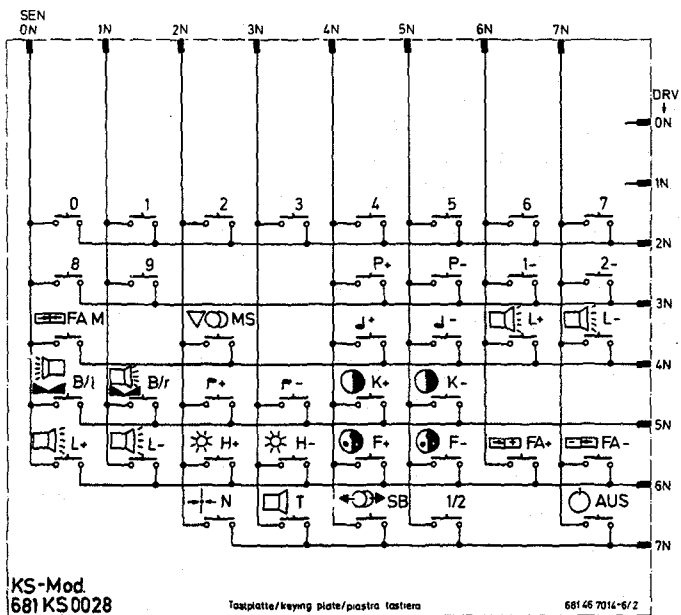 SEN
0N 1N 2N 3N 4N 5N 6N 7N
DRV
0N
1N
0 1 2 3 4 5 6 7
2N
8 9 P+ P- 1- 2-
3N
FA M MS + - L+ L-
4N
B/l B/r + - K+ K-
5N
L+ L- H+ H- F+ F- FA+ FA-
6N
N T SB 1/2 AUS
7N
KS-Mod.
681 KS0028
Tastplatte/keying plate/piastra tastiera
681 46 7014-6/2